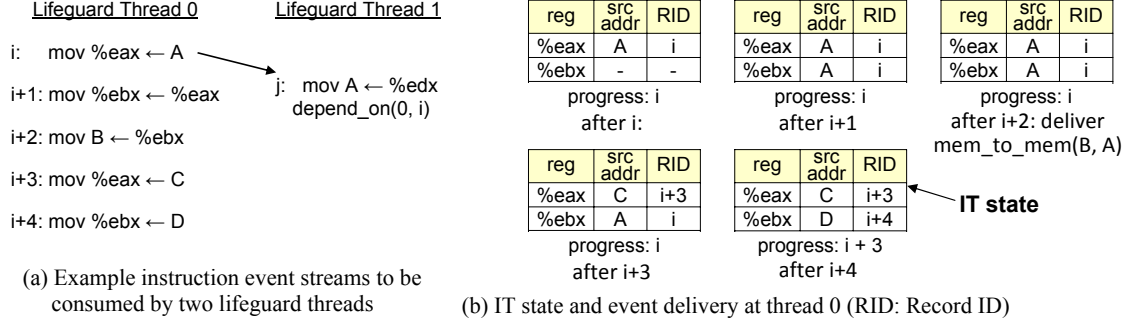 Lifeguard Thread 0
Lifeguard Thread 1
i: mov %eax ← A
j: mov A ← %edx
depend_on(0, i)
i+1: mov %ebx ← %eax
i+2: mov B ← %ebx
i+3: mov %eax ← C
i+4: mov %ebx ← D
(a) Example instruction event streams to be
consumed by two lifeguard threads
reg src addr RID
%eax A i
%ebx - -
progress: i
after i:
reg src addr RID
%eax A i
%ebx A i
progress: i
after i+1
reg src addr RID
%eax A i
%ebx A i
progress: i
after i+2: deliver
mem_to_mem(B, A)
reg src addr RID
%eax C i+3
%ebx A i
progress: i
after i+3
reg src addr RID
%eax C i+3
%ebx D i+4
progress: i + 3
after i+4
IT state
(b) IT state and event delivery at thread 0 (RID: Record ID)